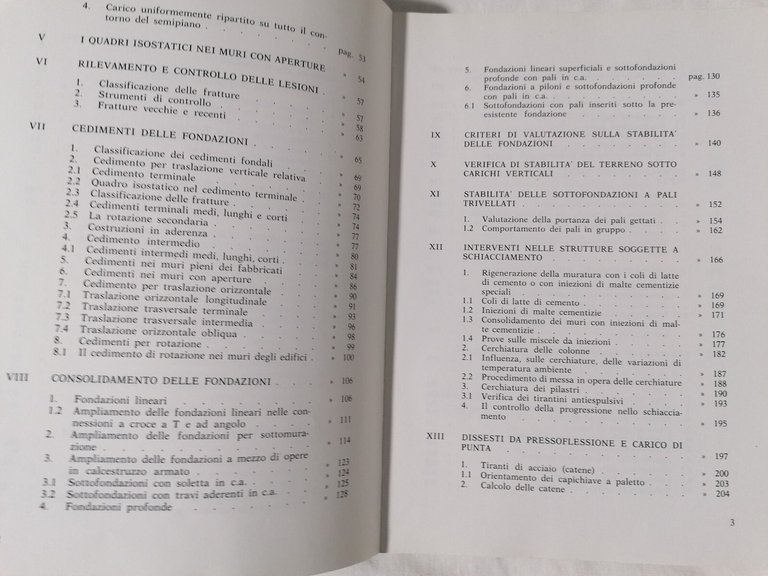 4. Carico uniformemente ripartito su tutto il con-
torno del semipiano . . . . . . . pag. 53
V I QUADRI ISOSTATICI NEI MURI CON APERTURE » 54
VI RILEVAMENTO E CONTROLLO DELLE LESIONI . » 57
1. Classificazione delle fratture . . . . . » 57
2. Strumenti di controllo . . . . . . » 58
3. Fratture vecchie e recenti . . . . . » 63
VII CEDIMENTI DELLE FONDAZIONI . . . . . » 65
1. Classificazione dei cedimenti fondali . . . » 69
2. Cedimento per traslazione verticale relativa . » 69
2.1 Cedimento terminale . . . . . . » 70
2.2 Quadro isostatico nel cedimento terminale . » 72
2.3 Classificazione delle fratture . . . . . » 74
2.4 Cedimenti terminali medi, lunghi e corti . . » 74
2.5 La rotazione secondaria . . . . . . » 77
3. Costruzioni in aderenza . . . . . . » 77
4. Cedimento intermedio . . . . . . » 80
4.1 Cedimenti intermedi medi, lunghi, corti . . » 81
5. Cedimenti nei muri pieni dei fabbricati . . » 84
6. Cedimenti nei muri con aperture . . . . » 86
7. Cedimento per traslazione orizzontale . . . » 90
7.1 Traslazione orizzontale longitudinale . . . » 91
7.2 Traslazione trasversale terminale . . . . » 93
7.3 Traslazione trasversale intermedia . . . . » 96
7.4 Traslazione orizzontale obliqua . . . . » 98
8. Cedimento per rotazione . . . . . . » 99
8.1 Il cedimento di rotazione nei muri degli edifici . » 100
VIII CONSOLIDAMENTO DELLE FONDAZIONI . . . » 106
1. Fondazioni lineari . . . . . . . » 106
1.2 Ampliamento delle fondazioni lineari nelle con-
nessioni a croce a T e ad angolo . . . . » 111
2. Ampliamento delle fondazioni per sottomura-
zione . . . . . . . . . » 114
3. Ampliamento delle fondazioni a mezzo di opere
in calcestruzzo armato . . . . . . » 123
3.1 Sottofondazioni con soletta in c.a. . . . . » 124
3.2 Sottofondazioni con travi aderenti in c.a. . . » 125
4. Fondazioni profonde . . . . . . » 128
5. Fondazioni lineari superficiali e sottofondazioni
profonde con pali in c.a. . . . . . pag. 130
6. Fondazioni a piloni e sottofondazioni profonde
con pali in c.a. . . . . . . . » 135
6.1 Sottofondazioni con pali inseriti sotto la pre-
esistente fondazione . . . . . . » 136
IX CRITERI DI VALUTAZIONE SULLA STABILITA'
DELLE FONDAZIONI . . . . . . . » 140
X VERIFICA DI STABILITA' DEL TERRENO SOTTO
CARICHI VERTICALI . . . . . . . » 148
XI STABILITA' DELLE SOTTOFONDAZIONI A PALI
TRIVELLATI . . . . . . . . . » 152
1. Valutazione della portanza dei pali gettati . . » 154
1.2 Comportamento dei pali in gruppo . . . . » 162
XII INTERVENTI NELLE STRUTTURE SOGGETTE A
SCHIACCIAMENTO . . . . . . . . » 166
1. Rigenerazione della muratura con i coli di latte
di cemento o con iniezioni di malte cementizie
speciali . . . . . . . . . » 169
1.1 Coli di latte di cemento . . . . . . » 169
1.2 Iniezioni di malte cementizie . . . . . » 171
1.3 Consolidamento dei muri con iniezioni di mal-
te cementizie . . . . . . . . » 176
1.4 Prove sulle miscele da iniezioni . . . . » 177
2. Cerchiatura delle colonne . . . . . » 182
2.1 Influenza, sulle cerchiature, delle variazioni di
temperatura ambiente . . . . . . » 187
2.2 Procedimento di messa in opera delle cerchiature » 188
3. Cerchiatura dei pilastri . . . . . . » 190
3.1 Verifica dei tirantini antiespulsivi . . . . » 193
4. Il controllo della progressione nello schiaccia-
mento . . . . . . . . . » 195
XIII DISSESTI DA PRESSOFLESSIONE E CARICO DI
PUNTA . . . . . . . . . . » 197
1. Tiranti di acciaio (catene) . . . . . . » 200
1.1 Orientamento dei capichiave a paletto . . . » 203
2. Calcolo delle catene . . . . . . . » 204
3